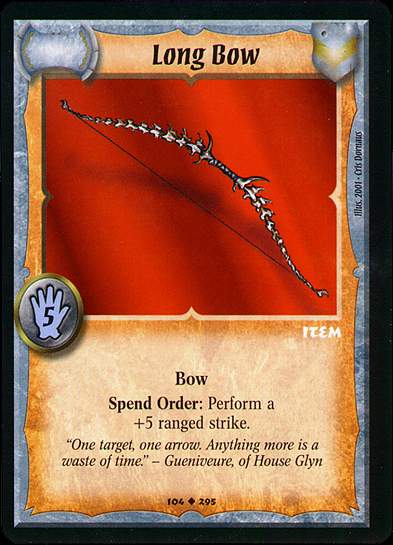 Long Bow
Illus. 2001 · Cris Dornaus
5
ITEM
Bow
Spend Order: Perform a
+5 ranged strike.
“One target, one arrow. Anything more is a
waste of time.” – Gueniveure, of House Glyn
104 ◆ 295